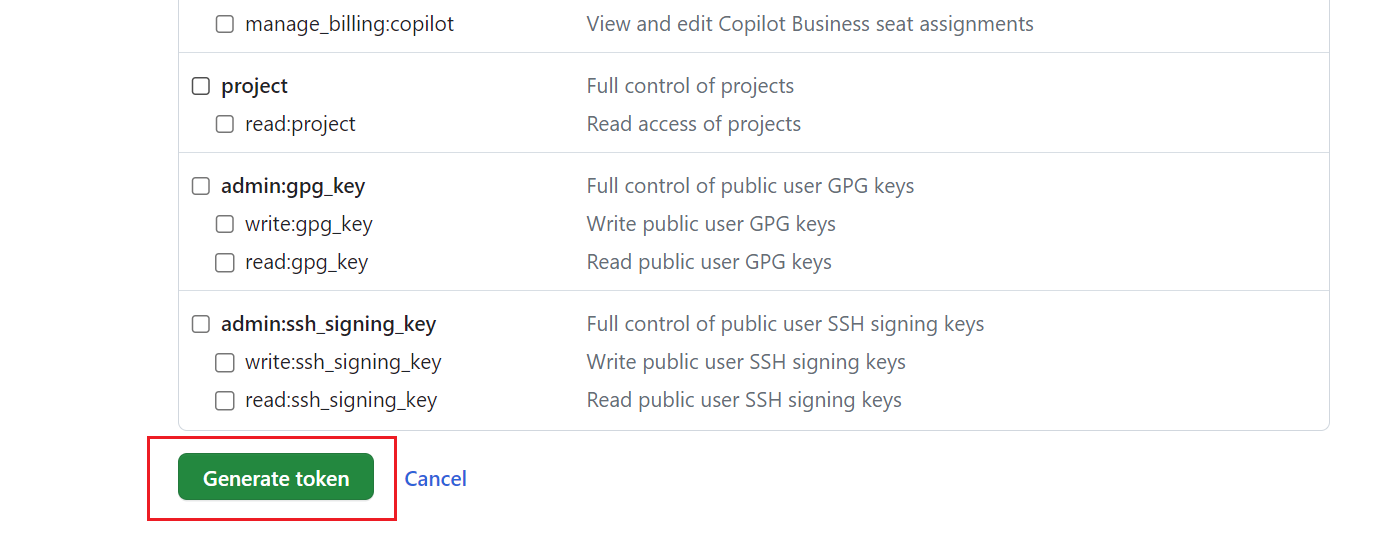 manage_billing:copilot View and edit Copilot Business seat assignments
project Full control of projects
read:project Read access of projects
admin:gpg_key Full control of public user GPG keys
write:gpg_key Write public user GPG keys
read:gpg_key Read public user GPG keys
admin:ssh_signing_key Full control of public user SSH signing keys
write:ssh_signing_key Write public user SSH signing keys
read:ssh_signing_key Read public user SSH signing keys
Generate token Cancel